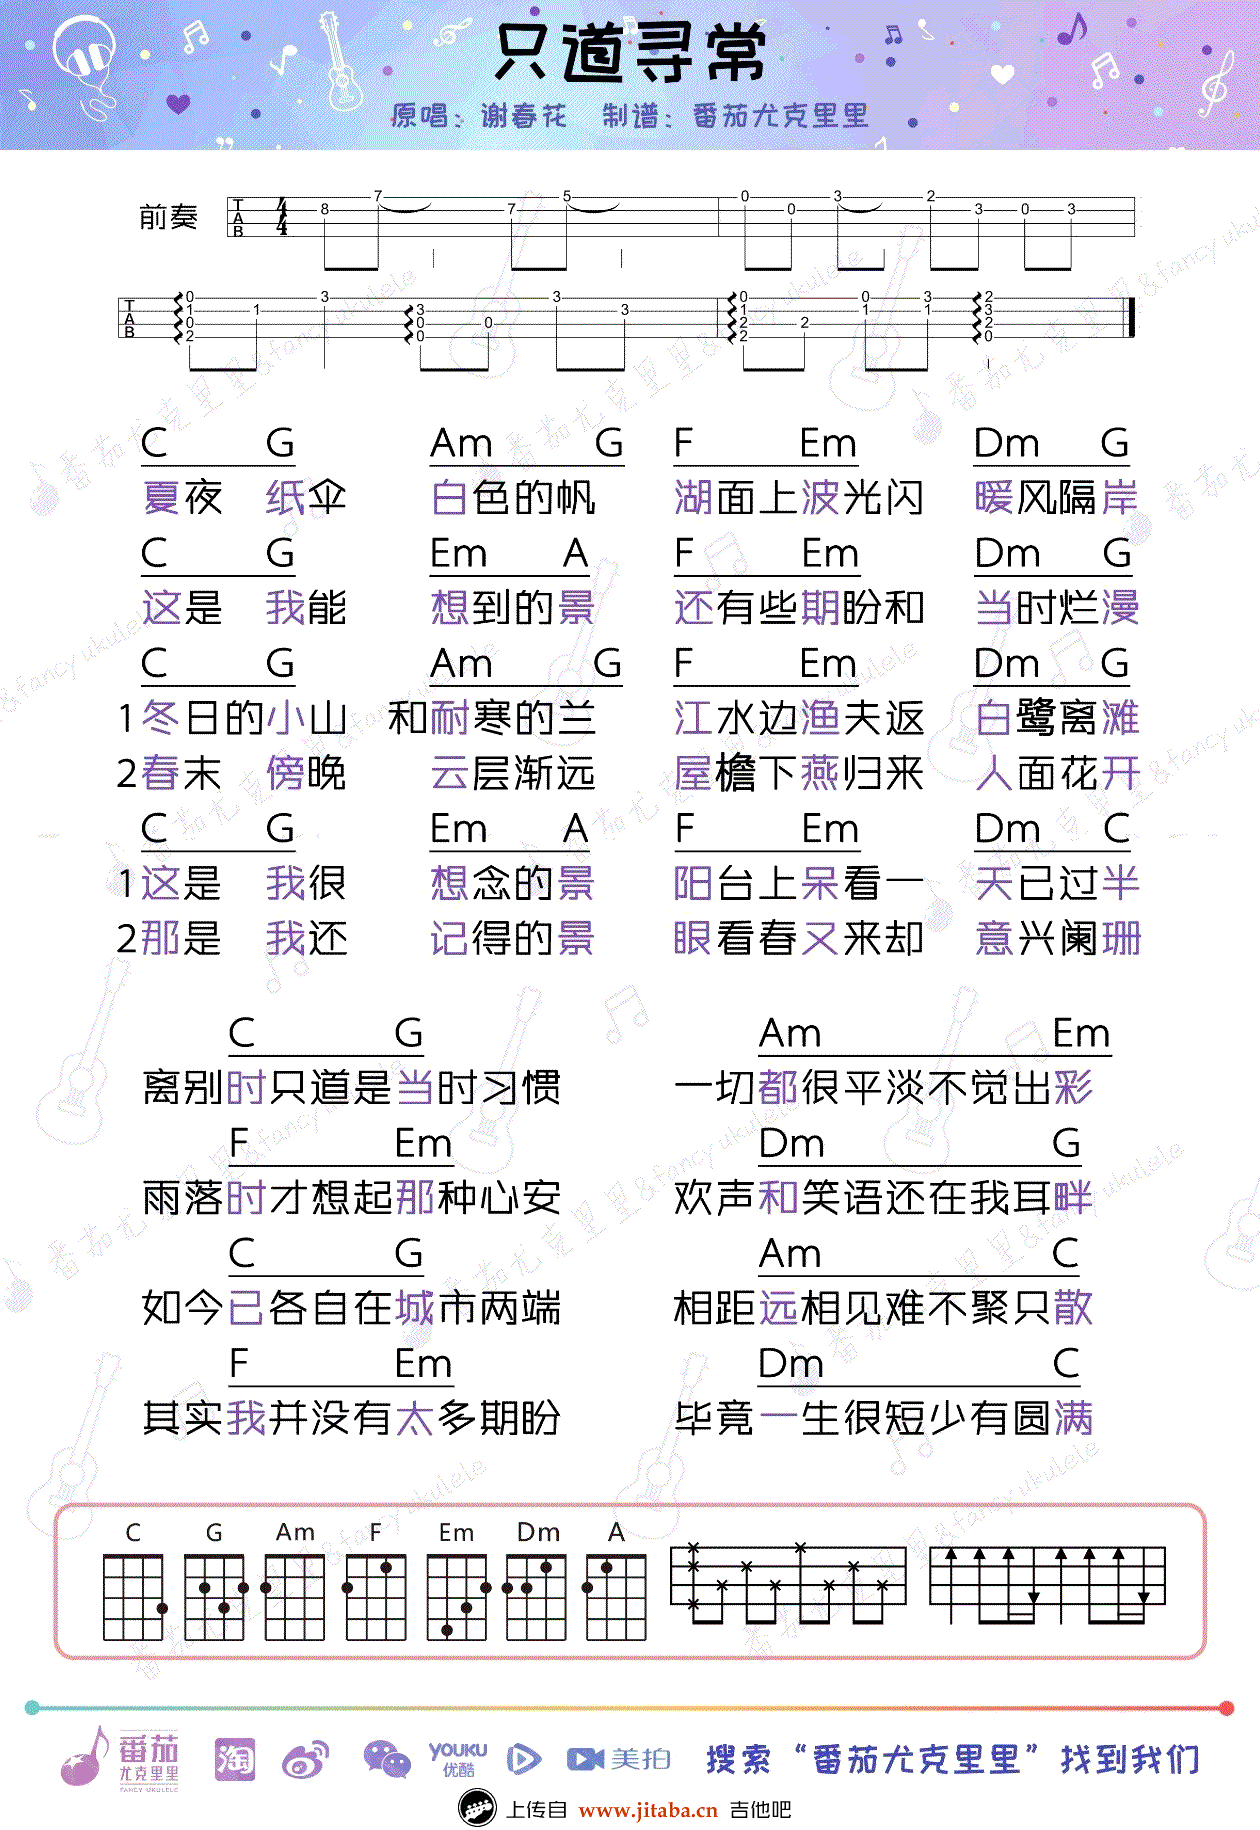 只道寻常
原唱：谢春花 制谱：番茄尤克里里
前奏
T A B 4 4 8 7 7 5 0 0 3 2 3 0 3
T A B 0 1 0 2 1 3 3 0 0 0 3 3 0 1 2 2 2 0 1 3 1 2 3 2 0
C G Am G F Em Dm G
夏夜 纸伞 白色的帆 湖面上波光闪 暖风隔岸
C G Em A F Em Dm G
这是 我能 想到的景 还有些期盼和 当时烂漫
C G Am G F Em Dm G
1冬日的小山 和耐寒的兰 江水边渔夫返 白鹭离滩
2春末 傍晚 云层渐远 屋檐下燕归来 人面花开
C G Em A F Em Dm C
1这是 我很 想念的景 阳台上呆看一 天已过半
2那是 我还 记得的景 眼看春又来却 意兴阑珊
C G Am Em
离别时只道是当时习惯 一切都很平淡不觉出彩
F Em Dm G
雨落时才想起那种心安 欢声和笑语还在我耳畔
C G Am C
如今已各自在城市两端 相距远相见难不聚只散
F Em Dm C
其实我并没有太多期盼 毕竟一生很短少有圆满
C G Am F Em Dm A
番茄尤克里里 FANCY UKULELE 淘 YOUKU 优酷 美拍 搜索“番茄尤克里里”找到我们
上传自 www.jitaba.cn 吉他吧
番茄尤克里里&fancy ukulele